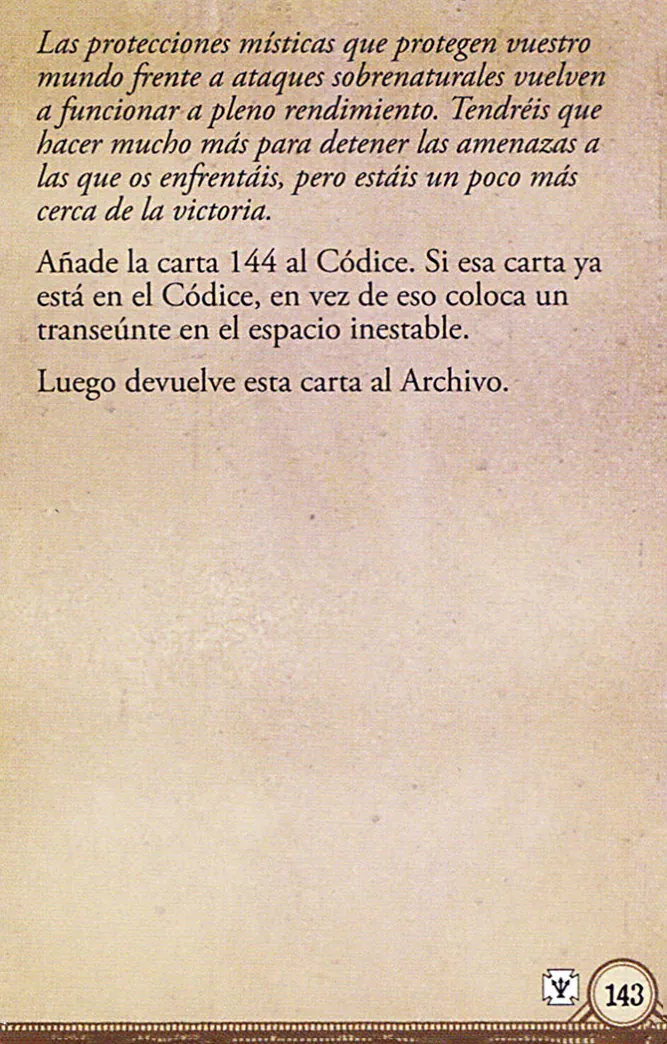 Las protecciones místicas que protegen vuestro
mundo frente a ataques sobrenaturales vuelven
a funcionar a pleno rendimiento. Tendréis que
hacer mucho más para detener las amenazas a
las que os enfrentáis, pero estáis un poco más
cerca de la victoria.
Añade la carta 144 al Códice. Si esa carta ya
está en el Códice, en vez de eso coloca un
transeúnte en el espacio inestable.
Luego devuelve esta carta al Archivo.
143